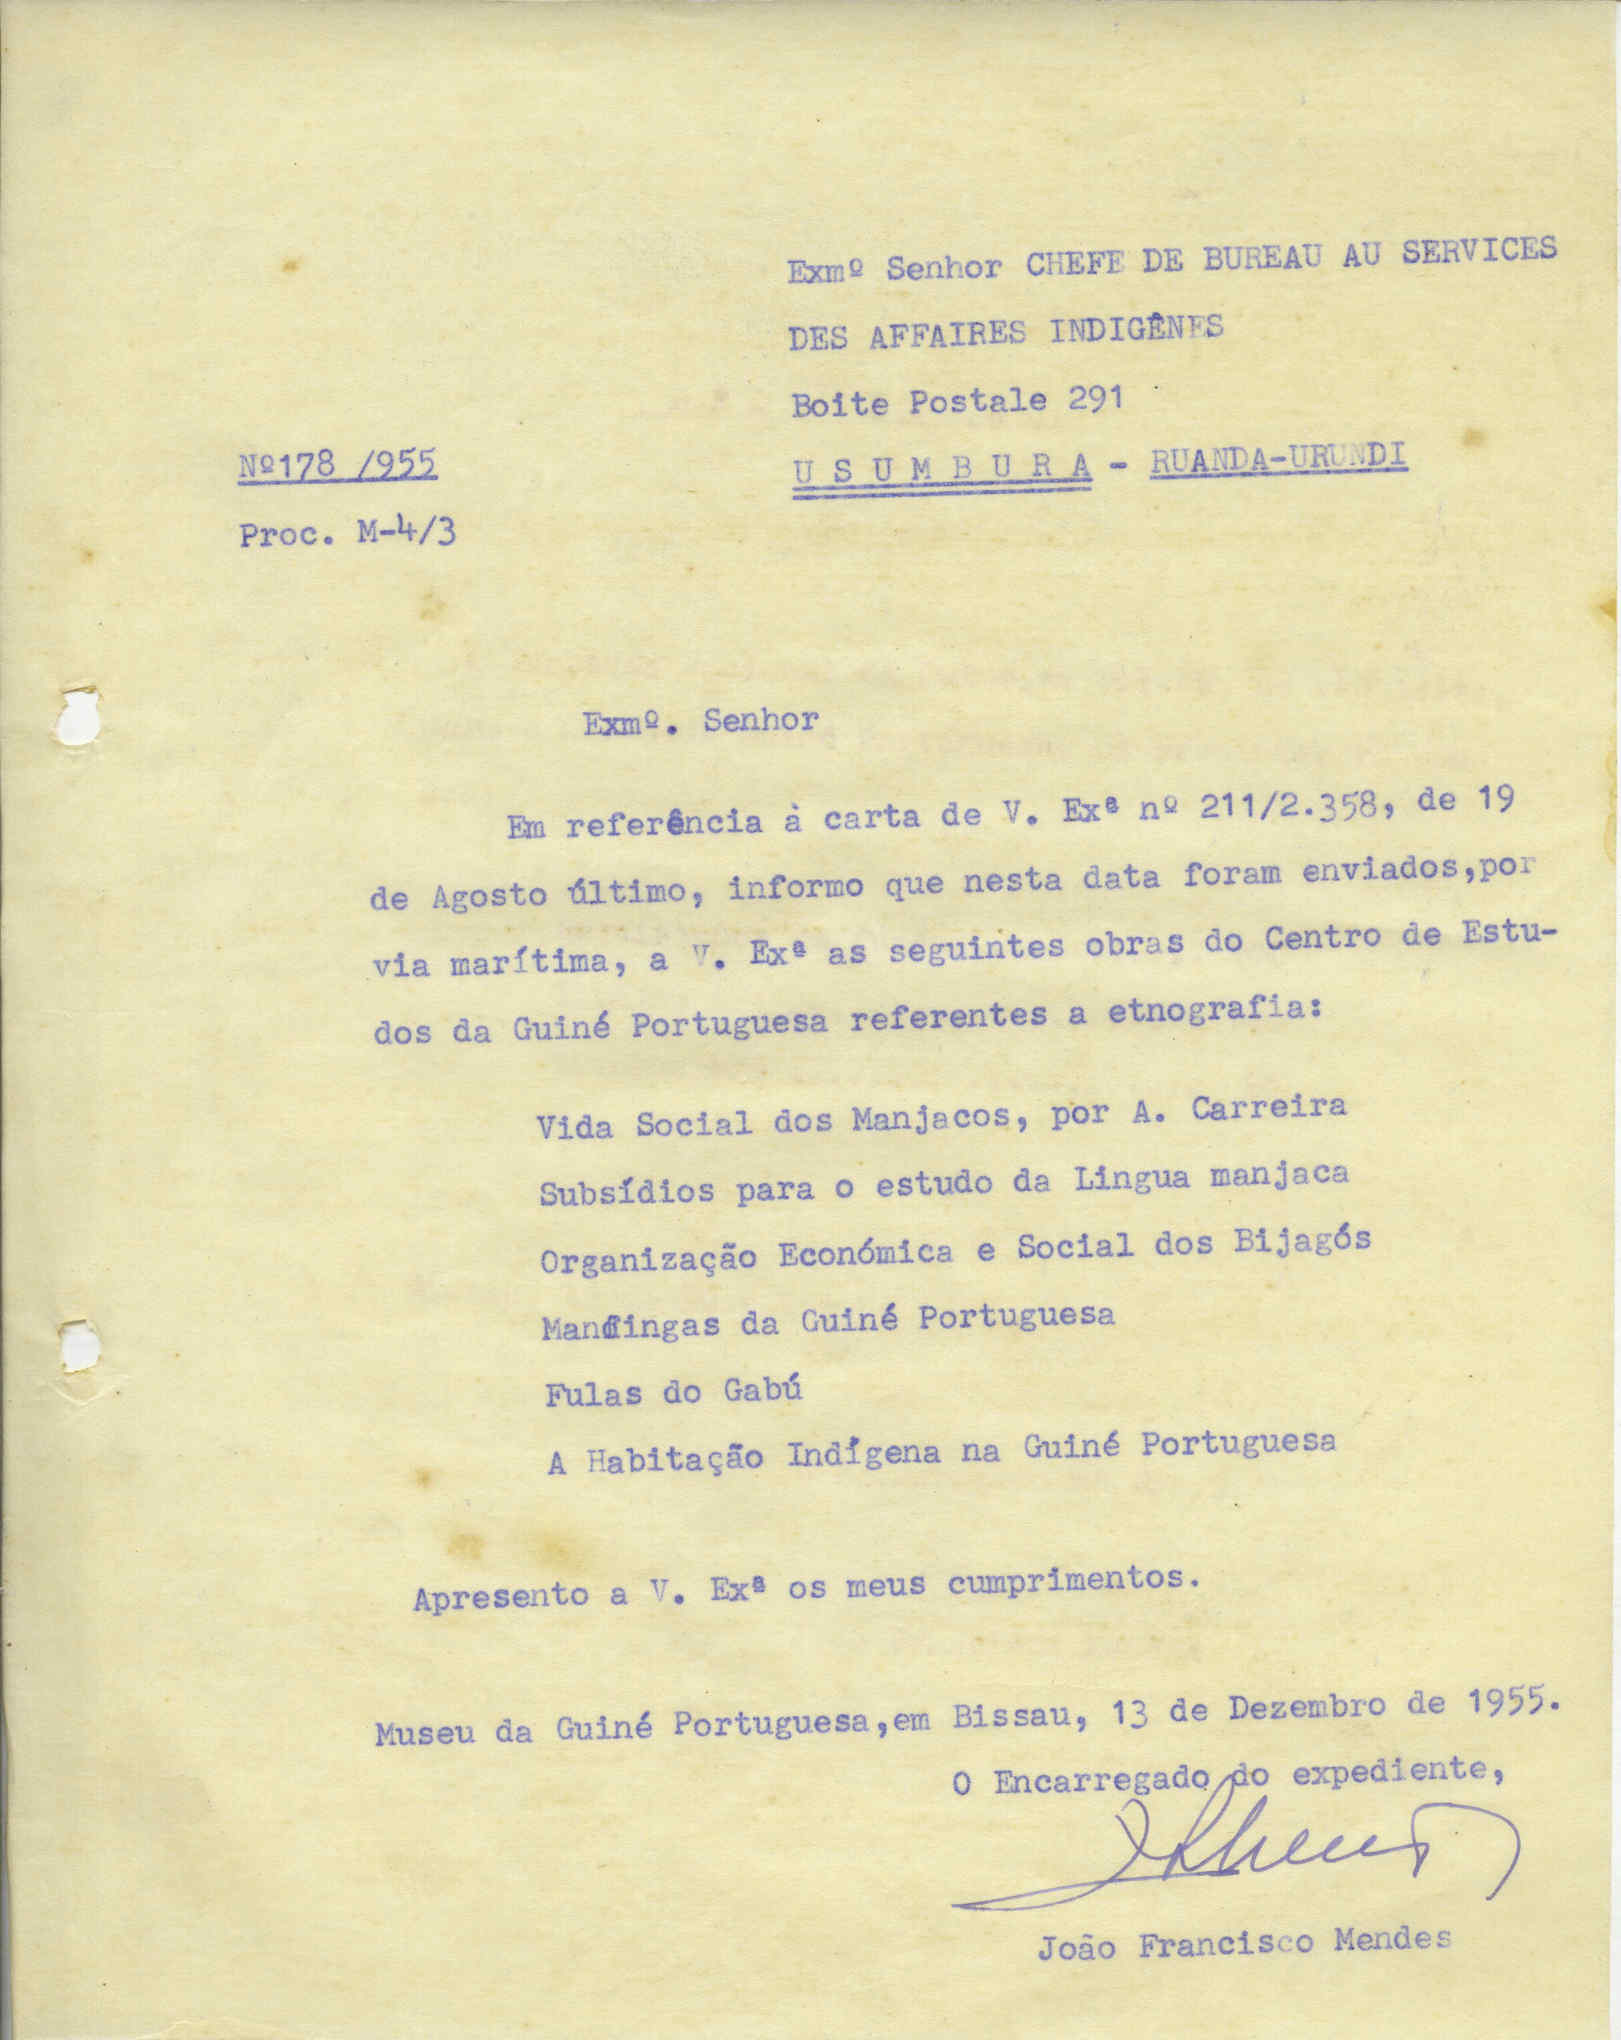 Exmº Senhor CHEFE DE BUREAU AU SERVICES
DES AFFAIRES INDIGÊNES
Boite Postale 291
Nº178 /955
U S U M B U R A - RUANDA-URUNDI
Proc. M-4/3
Exmº. Senhor
Em referência à carta de V. Exª nº 211/2.358, de 19
de Agosto último, informo que nesta data foram enviados,por
via marítima, a V. Exª as seguintes obras do Centro de Estu-
dos da Guiné Portuguesa referentes a etnografia:
Vida Social dos Manjacos, por A. Carreira
Subsídios para o estudo da Lingua manjaca
Organização Económica e Social dos Bijagós
Mandingas da Guiné Portuguesa
Fulas do Gabú
A Habitação Indígena na Guiné Portuguesa
Apresento a V. Exª os meus cumprimentos.
Museu da Guiné Portuguesa,em Bissau, 13 de Dezembro de 1955.
O Encarregado do expediente,
João Francisco Mendes